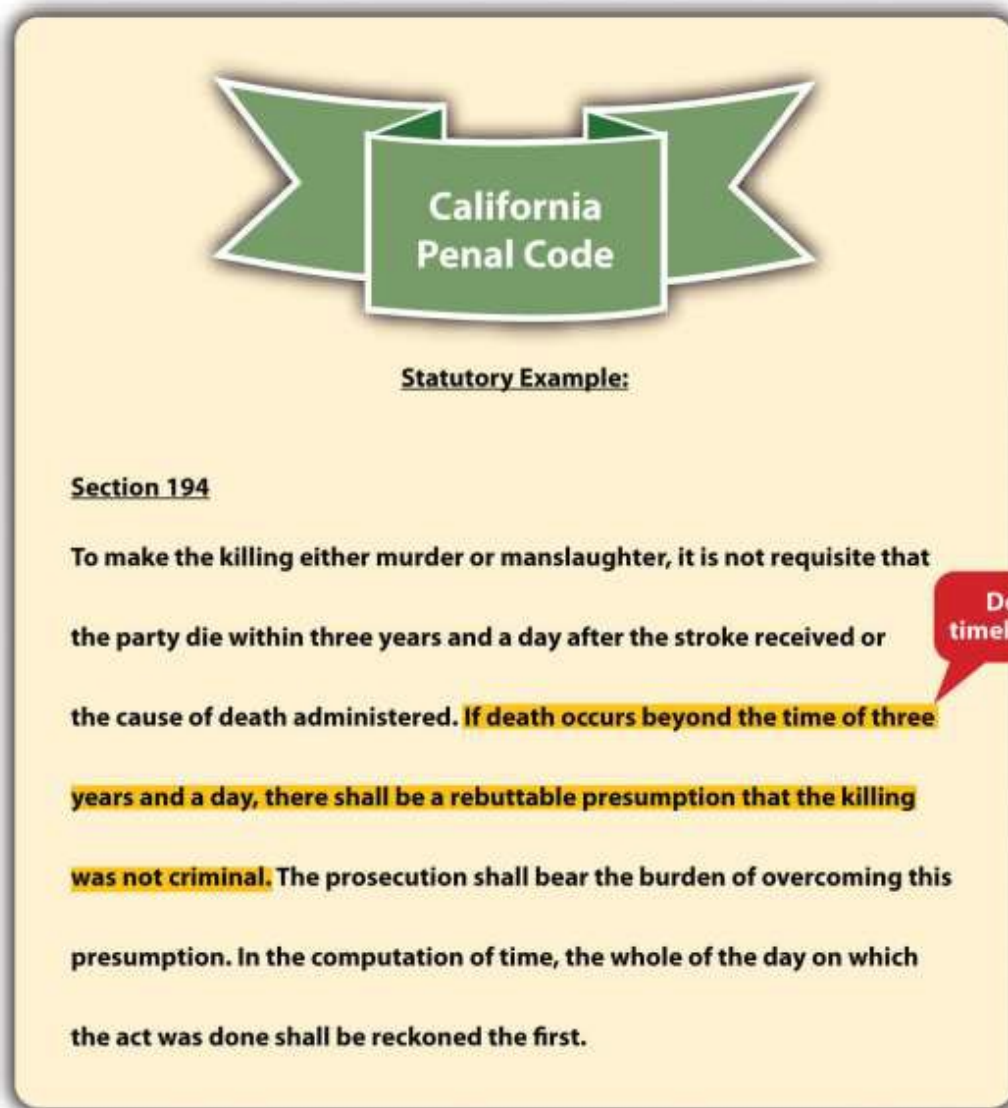 California
Penal Code
Statutory Example:
Section 194
To make the killing either murder or manslaughter, it is not requisite that
the party die within three years and a day after the stroke received or
the cause of death administered. If death occurs beyond the time of three
years and a day, there shall be a rebuttable presumption that the killing
was not criminal. The prosecution shall bear the burden of overcoming this
presumption. In the computation of time, the whole of the day on which
the act was done shall be reckoned the first.